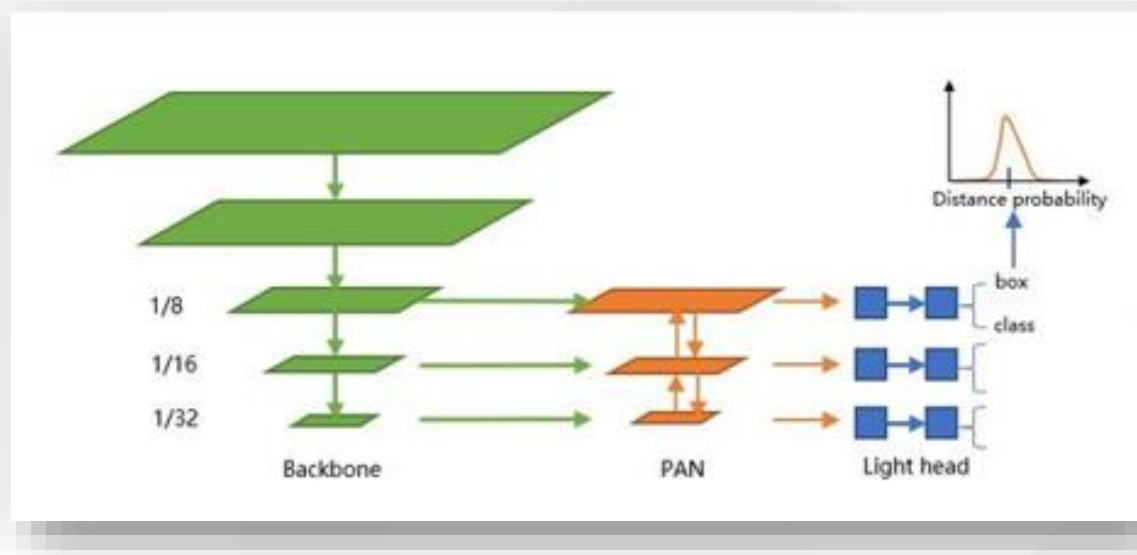 Distance probability
box
1/8
class
1/16
1/32
Backbone
PAN
Light head